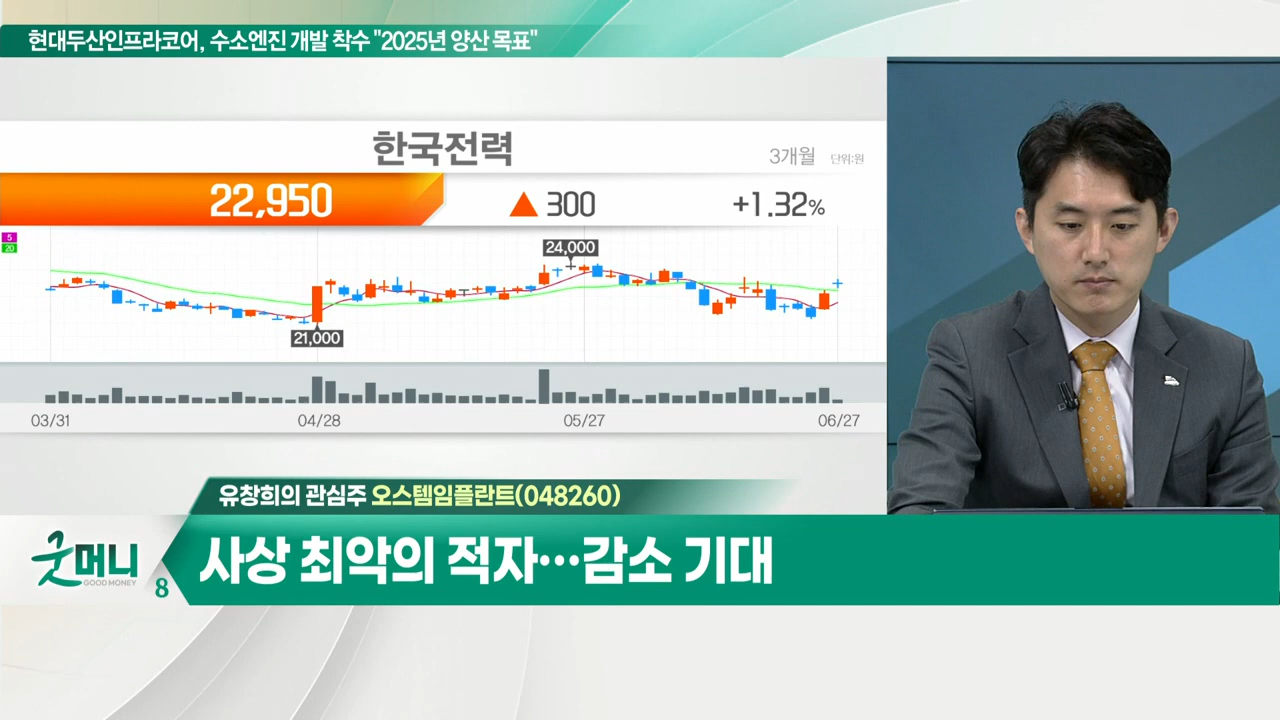 현대두산인프라코어, 수소엔진 개발 착수 "2025년 양산 목표"
한국전력
3개월 단위:원
22,950 ▲ 300 +1.32%
5
20
24,000
21,000
03/31 04/28 05/27 06/27
유창희의 관심주 오스템임플란트(048260)
굿머니
GOOD MONEY
8
사상 최악의 적자…감소 기대